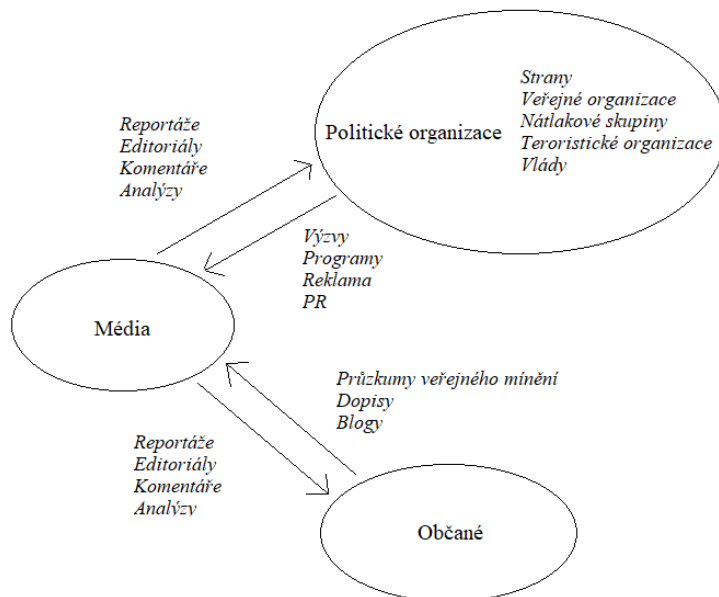 Strany
Veřejné organizace
Nátlakové skupiny
Teroristické organizace
Vlády
Politické organizace
Reportáže
Editoriály
Komentáře
Analýzy
Výzvy
Programy
Reklama
PR
Média
Průzkumy veřejného mínění
Dopisy
Blogy
Reportáže
Editoriály
Komentáře
Analýzy
Občané